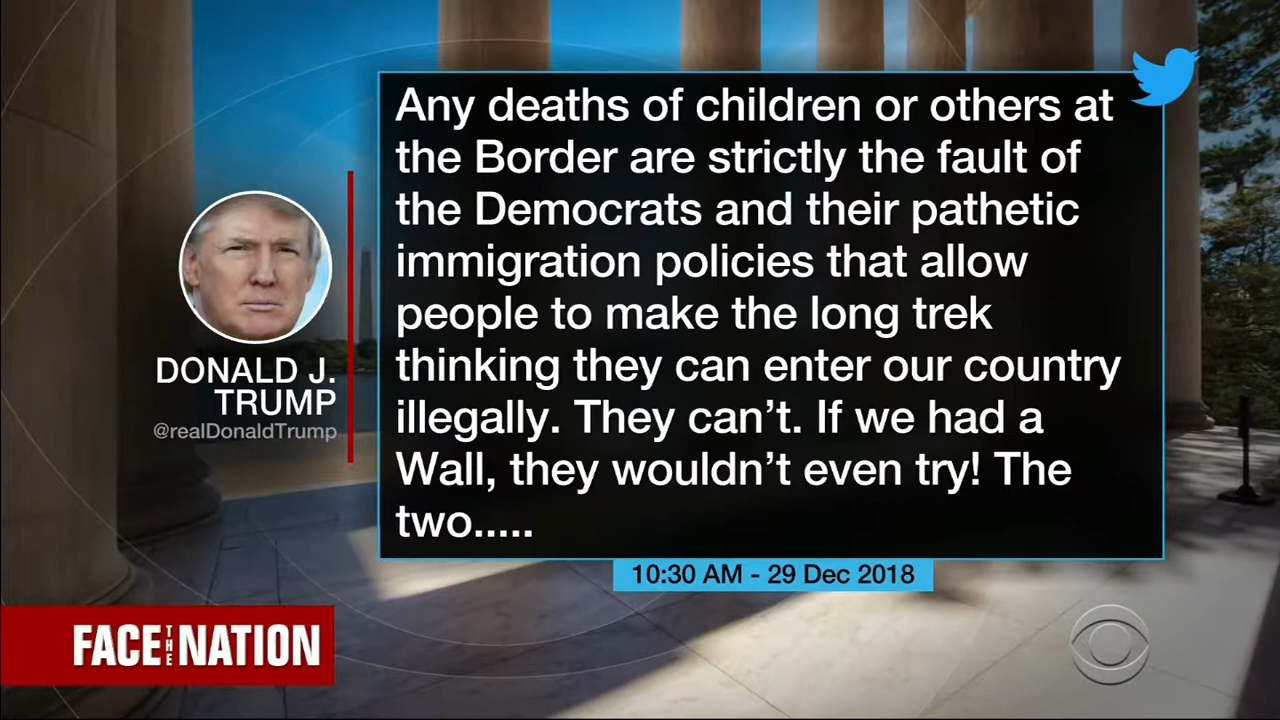 Any deaths of children or others at
the Border are strictly the fault of
the Democrats and their pathetic
immigration policies that allow
people to make the long trek
thinking they can enter our country
illegally. They can’t. If we had a
Wall, they wouldn’t even try! The
two.....
DONALD J.
TRUMP
@realDonaldTrump
10:30 AM - 29 Dec 2018
FACE THE NATION